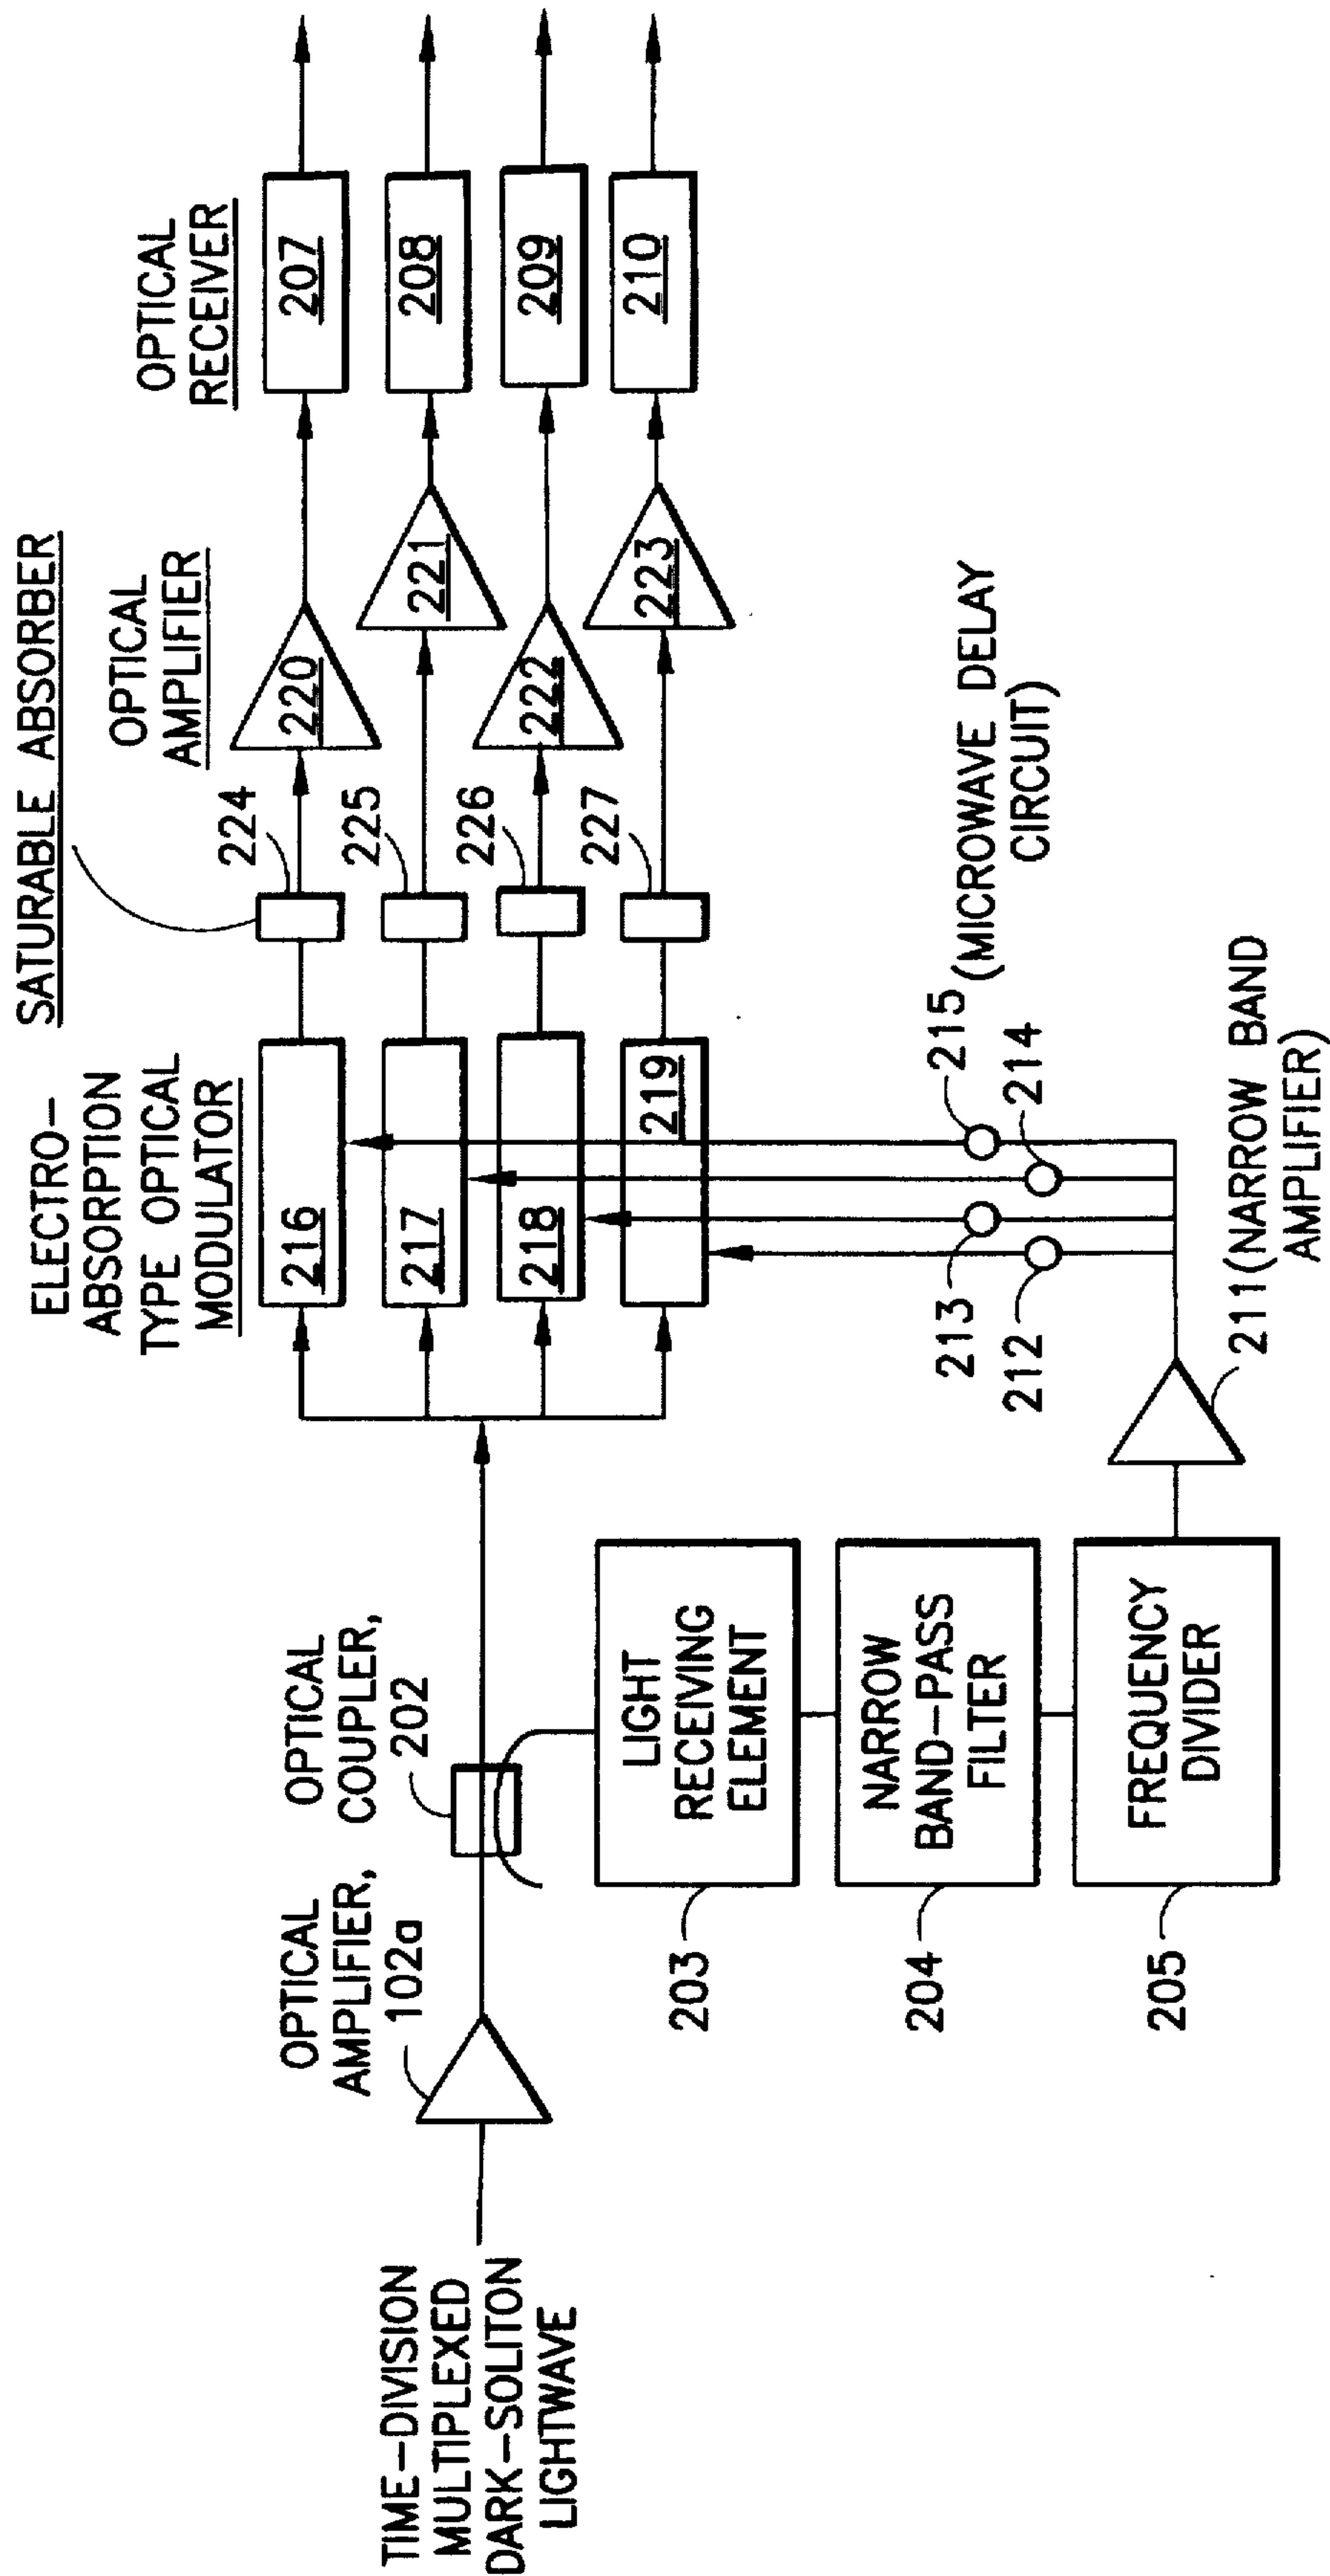 TIME-DIVISION
MULTIPLEXED
DARK-SOLITON
LIGHTWAVE
OPTICAL
AMPLIFIER,
102a
OPTICAL
COUPLER,
202
LIGHT
RECEIVING
ELEMENT
203
NARROW
BAND-PASS
FILTER
204
FREQUENCY
DIVIDER
205
211(NARROW BAND
AMPLIFIER)
212
213
214
215(MICROWAVE DELAY
CIRCUIT)
ELECTRO-
ABSORPTION
TYPE OPTICAL
MODULATOR
216
217
218
219
SATURABLE ABSORBER
224
225
226
227
OPTICAL
AMPLIFIER
220
221
222
223
OPTICAL
RECEIVER
207
208
209
210